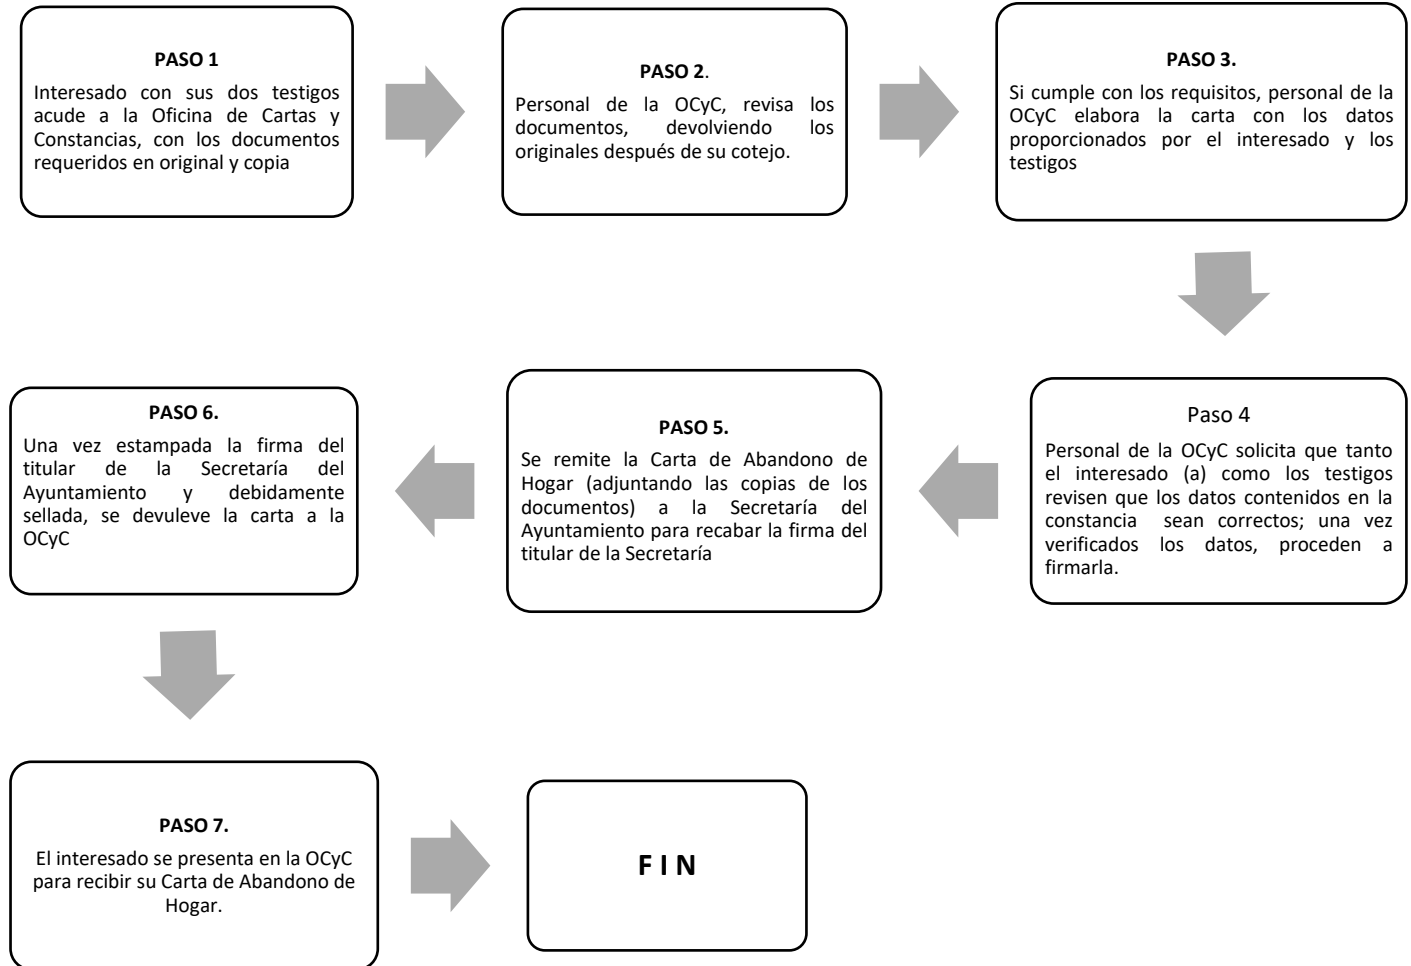 PASO 1
Interesado con sus dos testigos
acude a la Oficina de Cartas y
Constancias, con los documentos
requeridos en original y copia
PASO 2.
Personal de la OCyC, revisa los
documentos, devolviendo los
originales después de su cotejo.
PASO 3.
Si cumple con los requisitos, personal de la
OCyC elabora la carta con los datos
proporcionados por el interesado y los
testigos
Paso 4
Personal de la OCyC solicita que tanto
el interesado (a) como los testigos
revisen que los datos contenidos en la
constancia sean correctos; una vez
verificados los datos, proceden a
firmarla.
PASO 5.
Se remite la Carta de Abandono de
Hogar (adjuntando las copias de los
documentos) a la Secretaría del
Ayuntamiento para recabar la firma del
titular de la Secretaría
PASO 6.
Una vez estampada la firma del
titular de la Secretaría del
Ayuntamiento y debidamente
sellada, se devuleve la carta a la
OCyC
PASO 7.
El interesado se presenta en la OCyC
para recibir su Carta de Abandono de
Hogar.
F I N